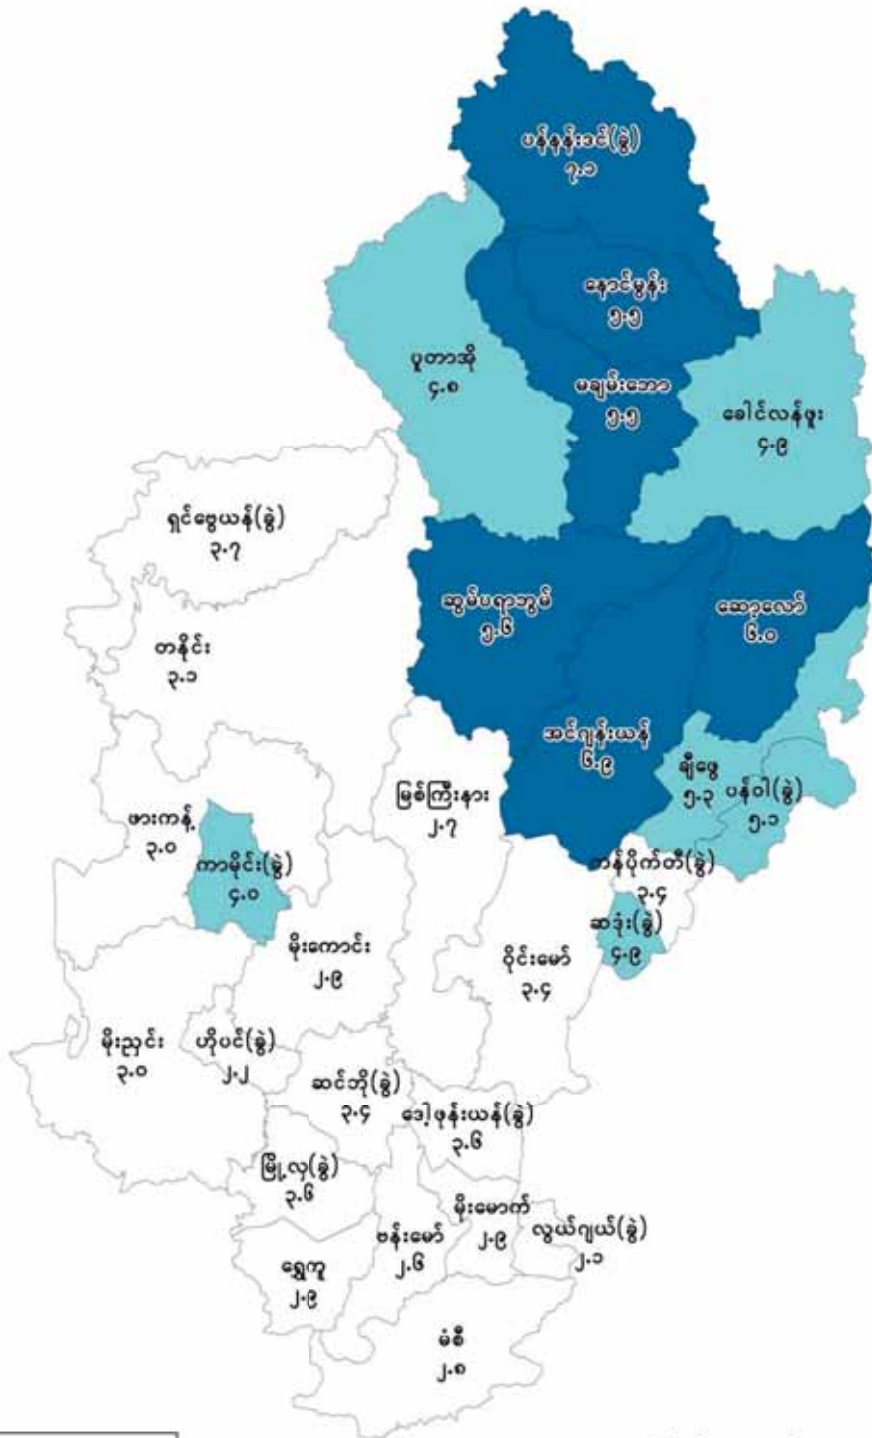 ပန်နန်းဒင်(ခွဲ)
၇.၁
နောင်မွန်း
၅.၅
ပူတာအို
၄.၈
မချမ်းဘော
၅.၅
ခေါင်လန်ဖူး
၄.၉
ရှင်ဗွေယန်(ခွဲ)
၃.၇
ဆွမ်ပရာဘွမ်
၅.၆
ဆော့လော်
၆.၀
တနိုင်း
၃.၁
အင်ဂျန်းယန်
၆.၉
ချီဖွေ
၅.၃
ပန်ဝါ(ခွဲ)
၅.၁
မြစ်ကြီးနား
၂.၇
ဖားကန့်
၃.၀
ကာမိုင်း(ခွဲ)
၄.၀
ကန်ပိုက်တီ(ခွဲ)
၃.၄
ဆဒုံး(ခွဲ)
၄.၉
မိုးကောင်း
၂.၉
ဝိုင်းမော်
၃.၄
မိုးညှင်း
၃.၀
ဟိုပင်(ခွဲ)
၂.၂
ဆင်ဘို(ခွဲ)
၃.၄
ဒေါ့ဖုန်းယန်(ခွဲ)
၃.၆
မြို့လှ(ခွဲ)
၃.၆
မိုးမောက်
၂.၉
ဗန်းမော်
၂.၆
လွယ်ဂျယ်(ခွဲ)
၂.၁
ရွှေကူ
၂.၉
မံစီ
၂.၈